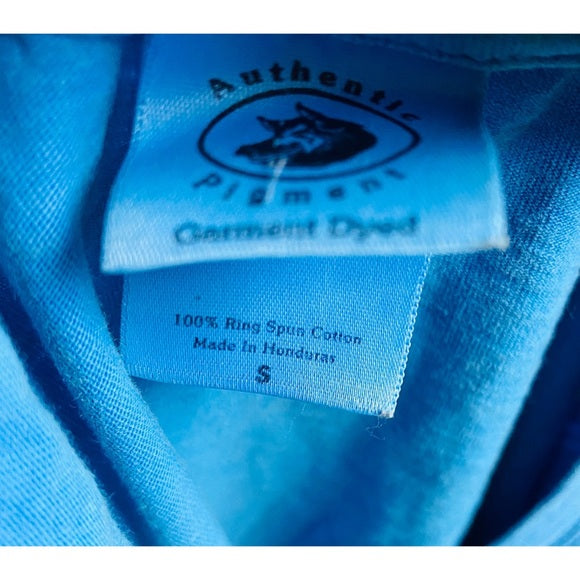 Authentic
Pigment
Garment Dyed
100% Ring Spun Cotton
Made In Honduras
S